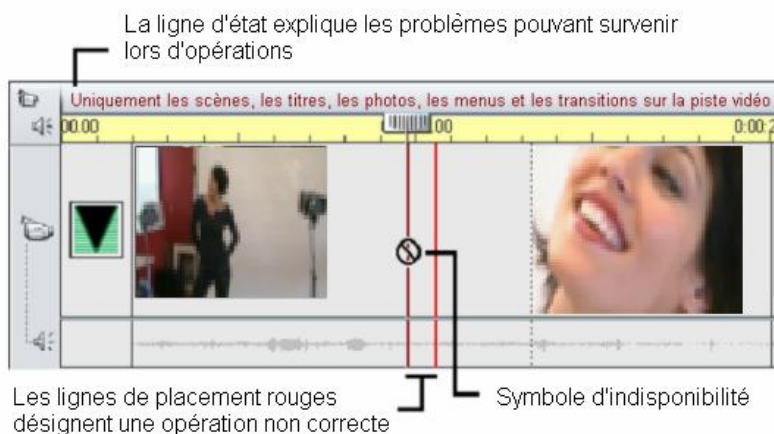 La ligne d'état explique les problèmes pouvant survenir
lors d'opérations
Uniquement les scènes, les titres, les photos, les menus et les transitions sur la piste vidéo
00.00
00
0:00:2
Les lignes de placement rouges
désignent une opération non correcte
Symbole d'indisponibilité